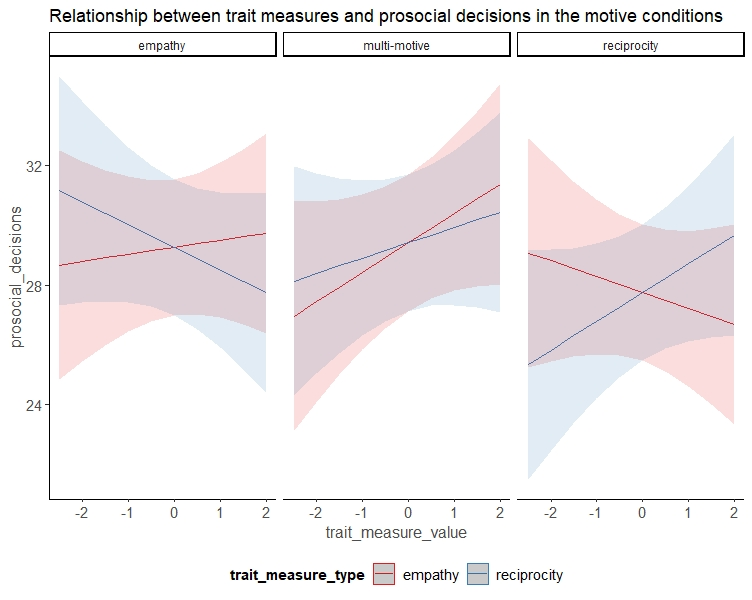 Relationship between trait measures and prosocial decisions in the motive conditions
empathy multi-motive reciprocity
32
28
24
prosocial_decisions
-2 -1 0 1 2 -2 -1 0 1 2 -2 -1 0 1 2
trait_measure_value
trait_measure_type empathy reciprocity